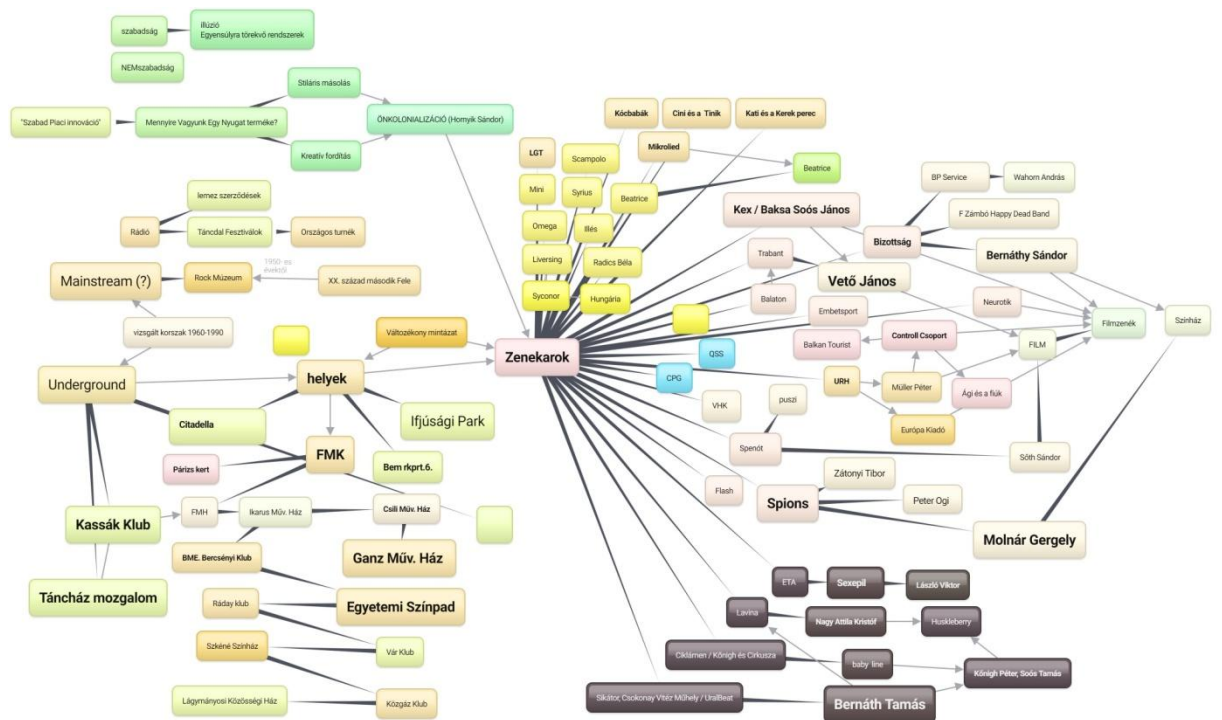 szabadság
illúzió
Egyensúlyra törekvő rendszerek
NEMszabadság
Stiláris másolás
"Szabad Piaci innováció"
Mennyire Vagyunk Egy Nyugat terméke?
ÖNKOLONIALIZÁCIÓ (Hornyik Sándor)
Kreatív fordítás
lemez szerződések
Rádió
Táncdal Fesztiválok
Országos turnék
Mainstream (?)
Rock Múzeum
1950- es
évektől
XX. század második Fele
vizsgált korszak 1960-1990
Változékony mintázat
Underground
helyek
Citadella
Ifjúsági Park
Párizs kert
FMK
Bem rkprt.6.
Kassák Klub
FMH
Ikarus Műv. Ház
Csili Műv. Ház
BME. Bercsényi Klub
Ganz Műv. Ház
Táncház mozgalom
Ráday klub
Egyetemi Színpad
Szkéné Színház
Vár Klub
Lágymányosi Közösségi Ház
Közgáz Klub
Zenekarok
Kócbabák
Cini és a Tinik
Kati és a Kerek perec
LGT
Scampolo
Mikrolied
Beatrice
Mini
Syrius
Beatrice
Omega
Illés
Liversing
Radics Béla
Syconor
Hungária
Kex / Baksa Soós János
BP Service
Wahorn András
F Zámbó Happy Dead Band
Bizottság
Bernáthy Sándor
Trabant
Vető János
Balaton
Embetsport
Neurotik
Filmzenék
Színház
Balkan Tourist
Controll Csoport
FILM
QSS
CPG
URH
Müller Péter
Ági és a fiúk
VHK
puszi
Európa Kiadó
Spenót
Sőth Sándor
Flash
Zátonyi Tibor
Spions
Peter Ogi
Molnár Gergely
ETA
Sexepil
László Viktor
Lavina
Nagy Attila Kristóf
Huskleberry
Ciklámen / Kőnigh és Cirkusza
baby line
Kőnigh Péter, Soós Tamás
Sikátor, Csokonay Vitéz Műhely / UralBeat
Bernáth Tamás